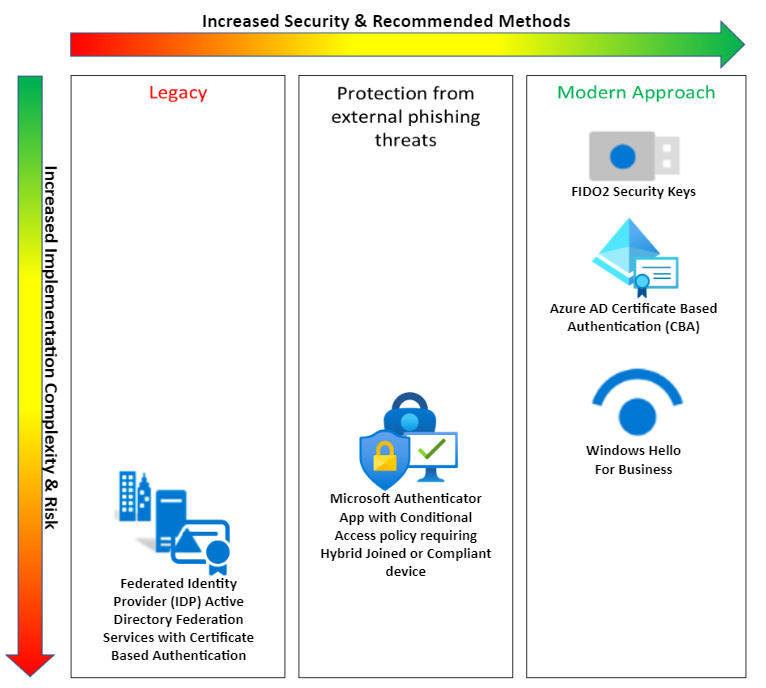 Increased Security & Recommended Methods
Increased Implementation Complexity & Risk
Legacy
Federated Identity
Provider (IDP) Active
Directory Federation
Services with Certificate
Based Authentication
Protection from
external phishing
threats
Microsoft Authenticator
App with Conditional
Access policy requiring
Hybrid Joined or Compliant
device
Modern Approach
FIDO2 Security Keys
Azure AD Certificate Based
Authentication (CBA)
Windows Hello
For Business